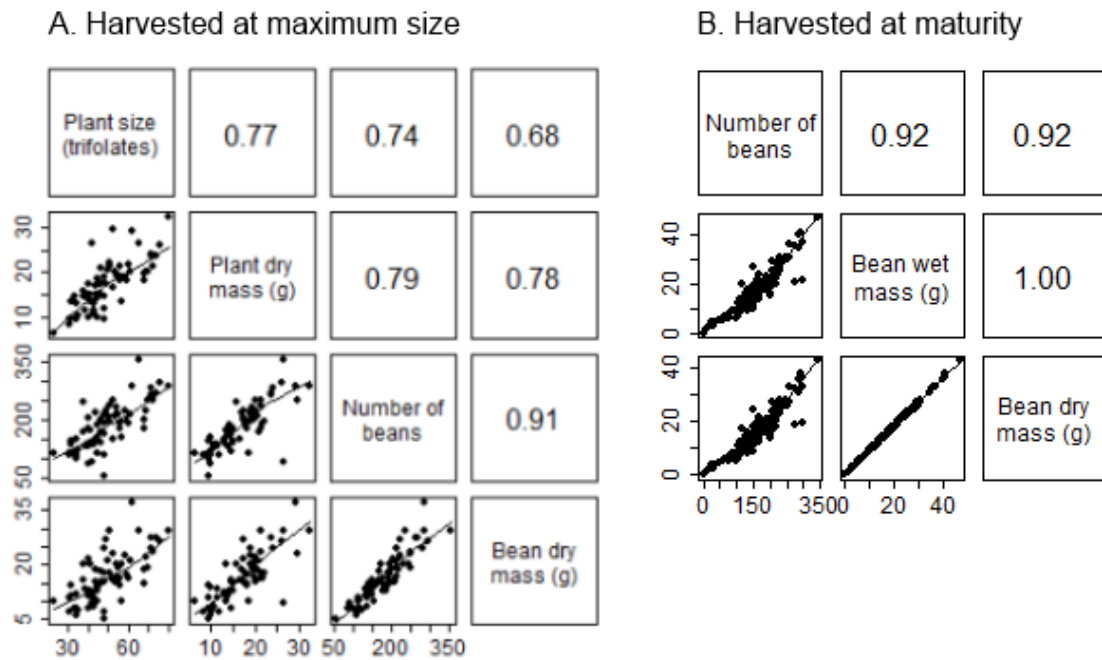 A. Harvested at maximum size
B. Harvested at maturity
Plant size
(trifolates)
0.77
0.74
0.68
Number of
beans
0.92
0.92
30
20
10
Plant dry
mass (g)
0.79
0.78
40
20
0
Bean wet
mass (g)
1.00
350
200
50
Number of
beans
0.91
40
20
0
Bean dry
mass (g)
0 150 350
0 20 40
35
20
5
Bean dry
mass (g)
30 60
10 20 30
50 200 350